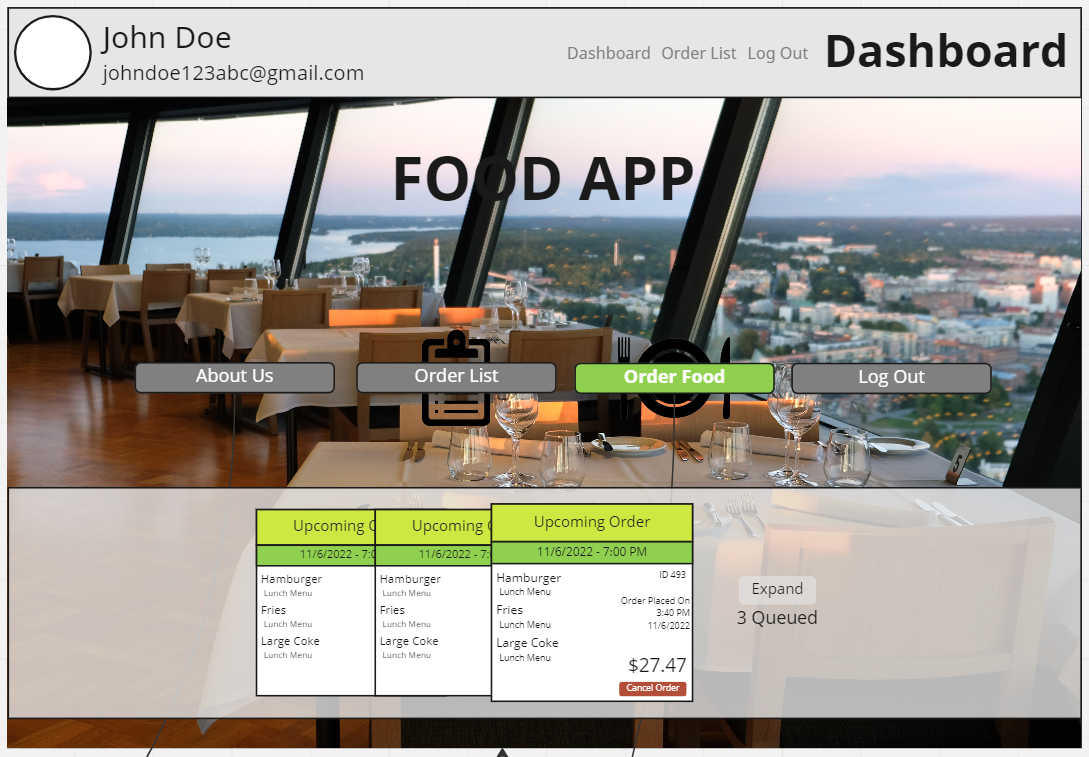 John Doe
johndoe123abc@gmail.com
Dashboard Order List Log Out
Dashboard
FOOD APP
About Us
Order List
Order Food
Log Out
5
Upcoming O
11/6/2022 - 7:0
Hamburger
Lunch Menu
Fries
Lunch Menu
Large Coke
Lunch Menu
Upcoming O
11/6/2022 - 7:
Hamburger
Lunch Menu
Fries
Lunch Menu
Large Coke
Lunch Menu
Upcoming Order
11/6/2022 - 7:00 PM
Hamburger
Lunch Menu
Fries
Lunch Menu
Large Coke
Lunch Menu
ID 493
Order Placed On
3:40 PM
11/6/2022
$27.47
Cancel Order
Expand
3 Queued